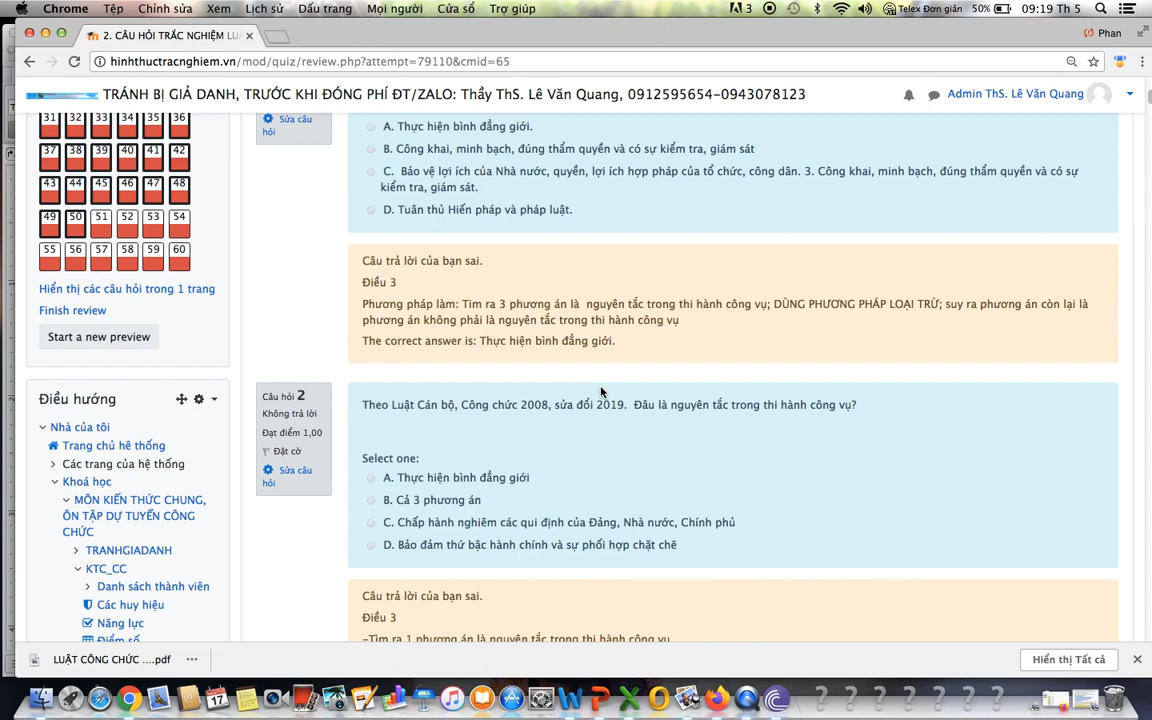 Chrome Tệp Chỉnh sửa Xem Lịch sử Dấu trang Mọi người Cửa sổ Trợ giúp 3 Telex Đơn giản 50% 09:19 Th 5
2. CÂU HỎI TRẮC NGHIỆM LU
Phan
hinhthuctracnghiem.vn/mod/quiz/review.php?attempt=79110&cmid=65
TRÁNH BỊ GIẢ DANH, TRƯỚC KHI ĐÓNG PHÍ ĐT/ZALO: Thầy ThS. Lê Văn Quang, 0912595654-0943078123
Admin ThS. Lê Văn Quang
31 32 33 34 35 36
37 38 39 40 41 42
43 44 45 46 47 48
49 50 51 52 53 54
55 56 57 58 59 60
Hiển thị các câu hỏi trong 1 trang
Finish review
Start a new preview
Điều hướng
Nhà của tôi
Trang chủ hê thống
Các trang của hệ thống
Khoá học
MÔN KIẾN THỨC CHUNG,
ÔN TẬP DỰ TUYỂN CÔNG
CHỨC
TRANHGIADANH
KTC_CC
Danh sách thành viên
Các huy hiệu
Năng lực
Điểm số
Sửa câu
hỏi
A. Thực hiện bình đẳng giới.
B. Công khai, minh bạch, đúng thẩm quyền và có sự kiểm tra, giám sát
C. Bảo vệ lợi ích của Nhà nước, quyền, lợi ích hợp pháp của tổ chức, công dân. 3. Công khai, minh bạch, đúng thẩm quyền và có sự
kiểm tra, giám sát.
D. Tuân thủ Hiến pháp và pháp luật.
Câu trả lời của bạn sai.
Điều 3
Phương pháp làm: Tìm ra 3 phương án là nguyên tắc trong thi hành công vụ; DÙNG PHƯƠNG PHÁP LOẠI TRỪ; suy ra phương án còn lại là
phương án không phải là nguyên tắc trong thi hành công vụ
The correct answer is: Thực hiện bình đẳng giới.
Câu hỏi 2
Không trả lời
Đạt điểm 1,00
Đặt cờ
Sửa câu
hỏi
Theo Luật Cán bộ, Công chức 2008, sửa đổi 2019. Đâu là nguyên tắc trong thi hành công vụ?
Select one:
A. Thực hiện bình đẳng giới
B. Cả 3 phương án
C. Chấp hành nghiêm các qui định của Đảng, Nhà nước, Chính phủ
D. Bảo đảm thứ bậc hành chính và sự phối hợp chặt chẽ
Câu trả lời của bạn sai.
Điều 3
-Tìm ra 1 phương án là nguyên tắc trong thi hành công vụ
LUẬT CÔNG CHỨC ....pdf
Hiển thị Tất cả